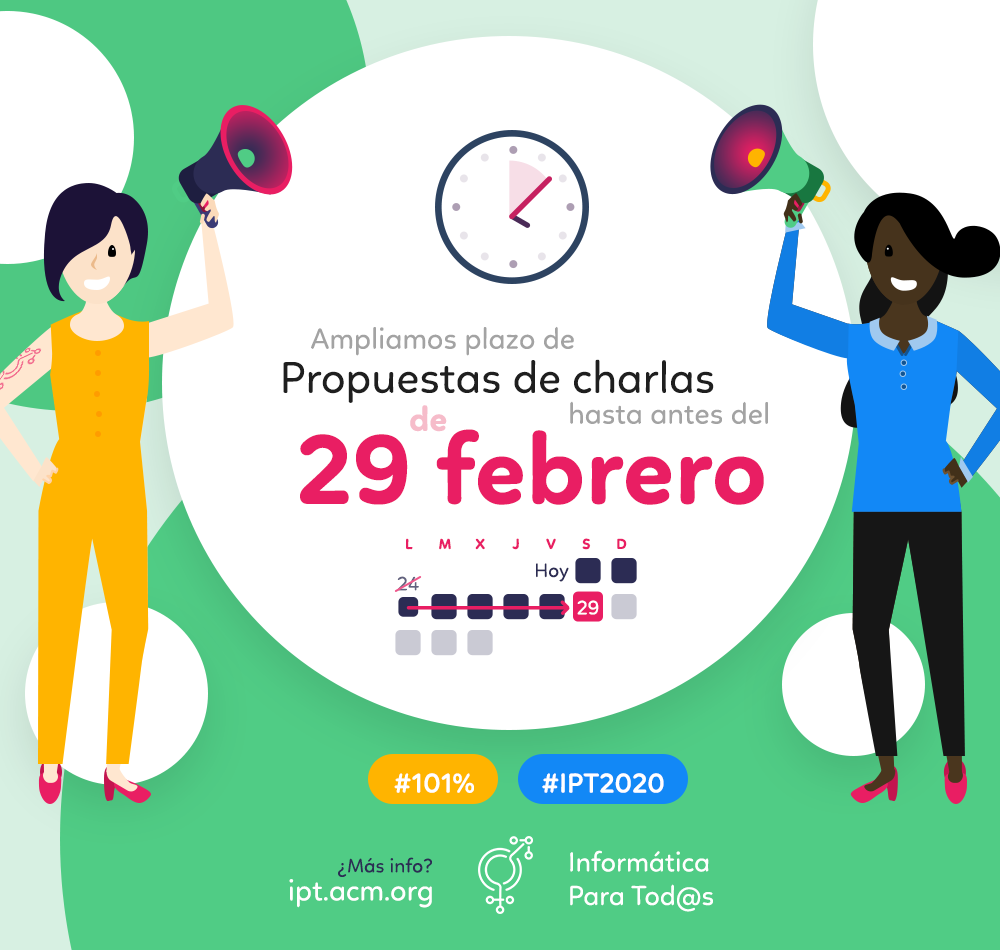 Ampliamos plazo de
Propuestas de charlas
hasta antes del
29 de febrero
L M X J V S D
Hoy
24
29
#101%
#IPT2020
¿Más info?
ipt.acm.org
Informática
Para Tod@s